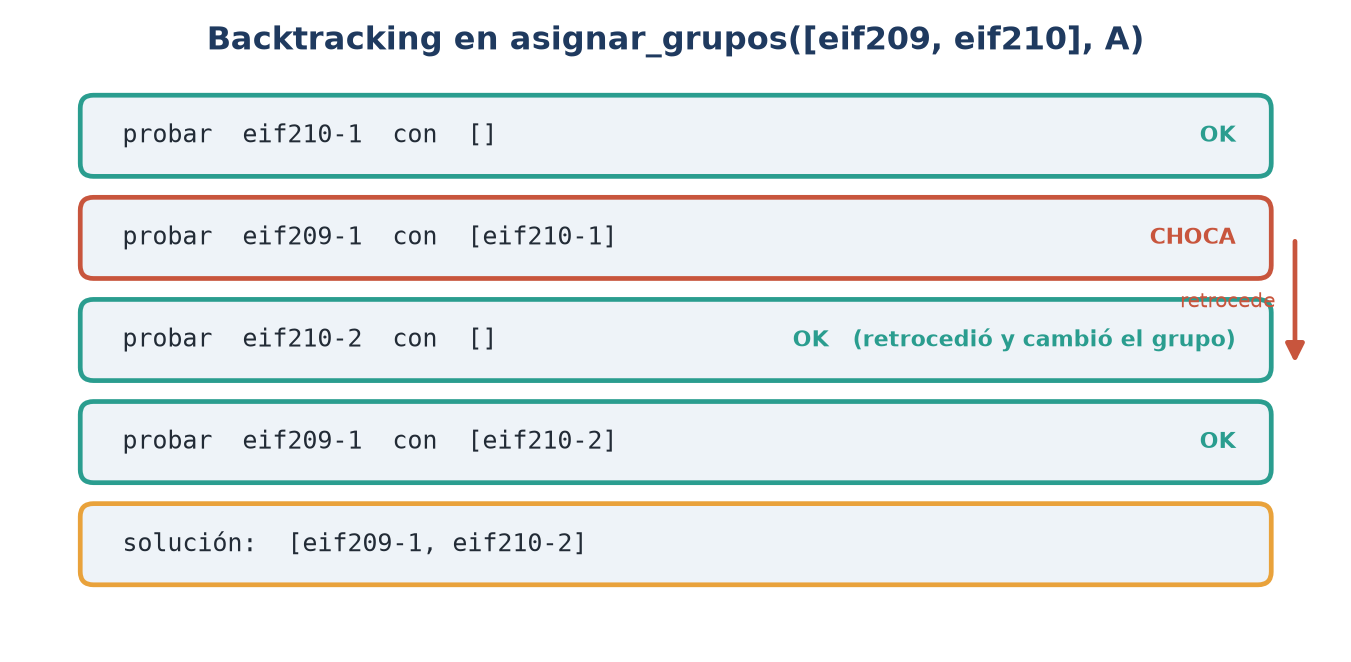 Backtracking en asignar_grupos([eif209, eif210], A)
probar  eif210-1  con  []  OK
probar  eif209-1  con  [eif210-1]  CHOCA
retrocede
probar  eif210-2  con  []  OK  (retrocedió y cambió el grupo)
probar  eif209-1  con  [eif210-2]  OK
solución:  [eif209-1, eif210-2]